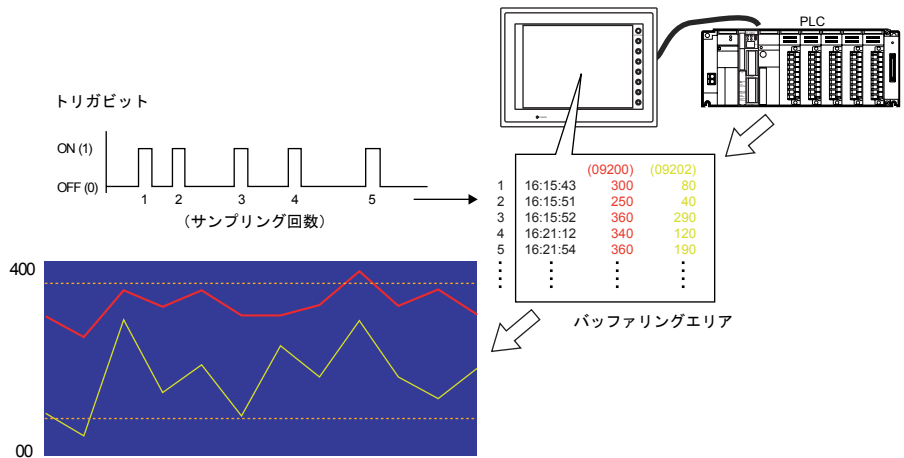 PLC
トリガビット
ON (1)
OFF (0)
1 2 3 4 5
（サンプリング回数）
(09200) (09202)
1 16:15:43 300 80
2 16:15:51 250 40
3 16:15:52 360 290
4 16:21:12 340 120
5 16:21:54 360 190
バッファリングエリア
400
00